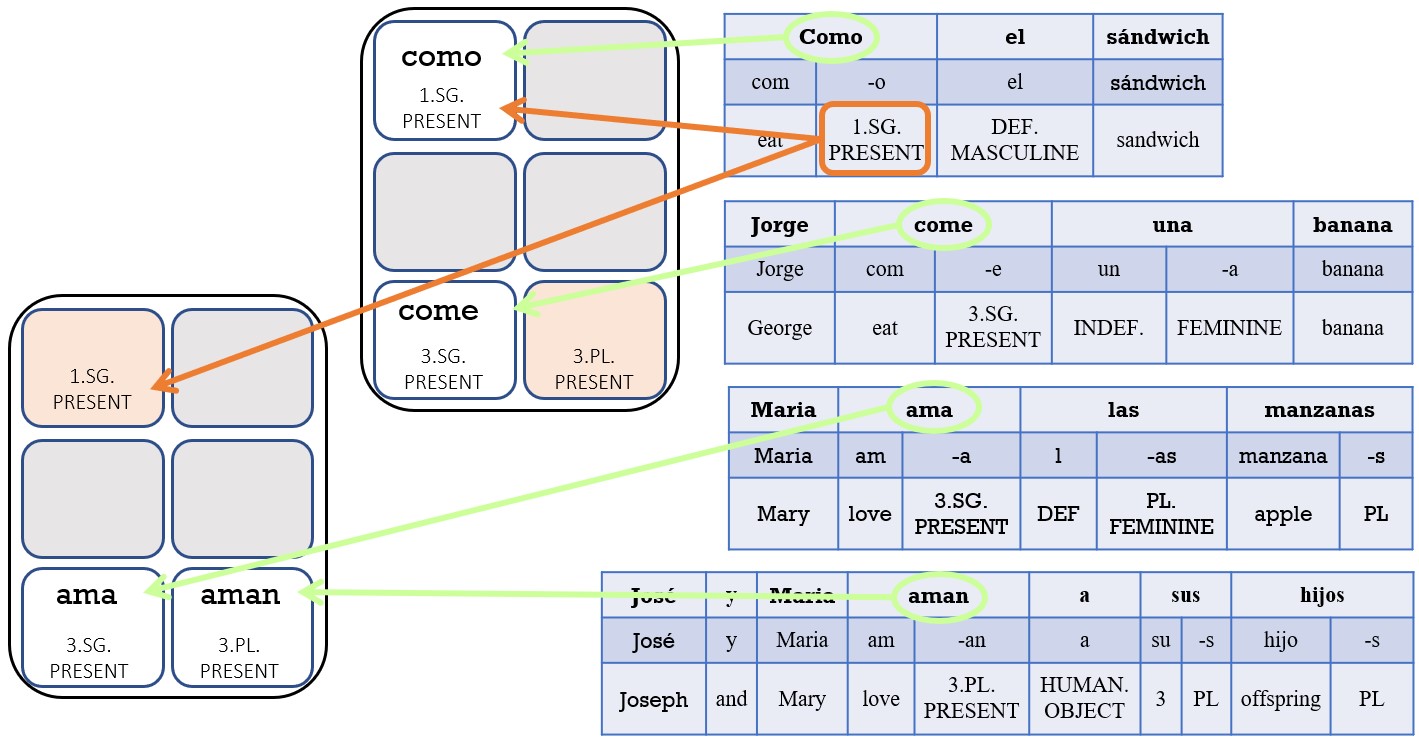 como
1.SG.
PRESENT
come
3.SG.
PRESENT
3.PL.
PRESENT
1.SG.
PRESENT
ama
3.SG.
PRESENT
aman
3.PL.
PRESENT
Como el sándwich
com -o el sándwich
eat 1.SG. PRESENT DEF. MASCULINE sandwich
Jorge come una banana
Jorge com -e un -a banana
George eat 3.SG. PRESENT INDEF. FEMININE banana
Maria ama las manzanas
Maria am -a l -as manzana -s
Mary love 3.SG. PRESENT DEF PL. FEMININE apple PL
José y Maria aman a sus hijos
José y Maria am -an a su -s hijo -s
Joseph and Mary love 3.PL. PRESENT HUMAN. OBJECT 3 PL offspring PL